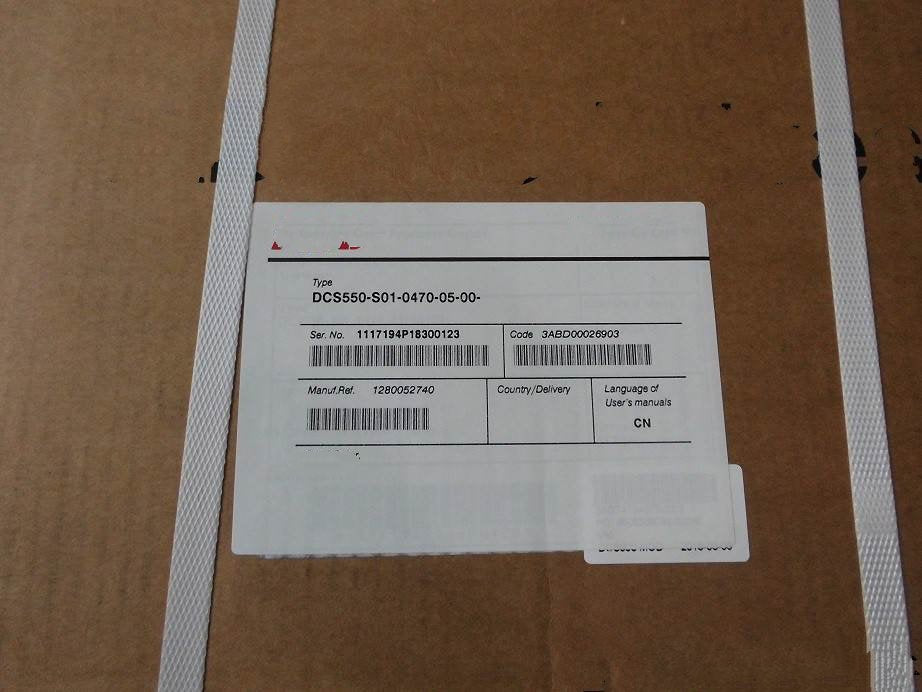 Type
DCS550-S01-0470-05-00-
Ser. No. 1117194P18300123
Code 3ABD00026903
Manuf.Ref. 1280052740
Country/Delivery
Language of
User's manuals
CN